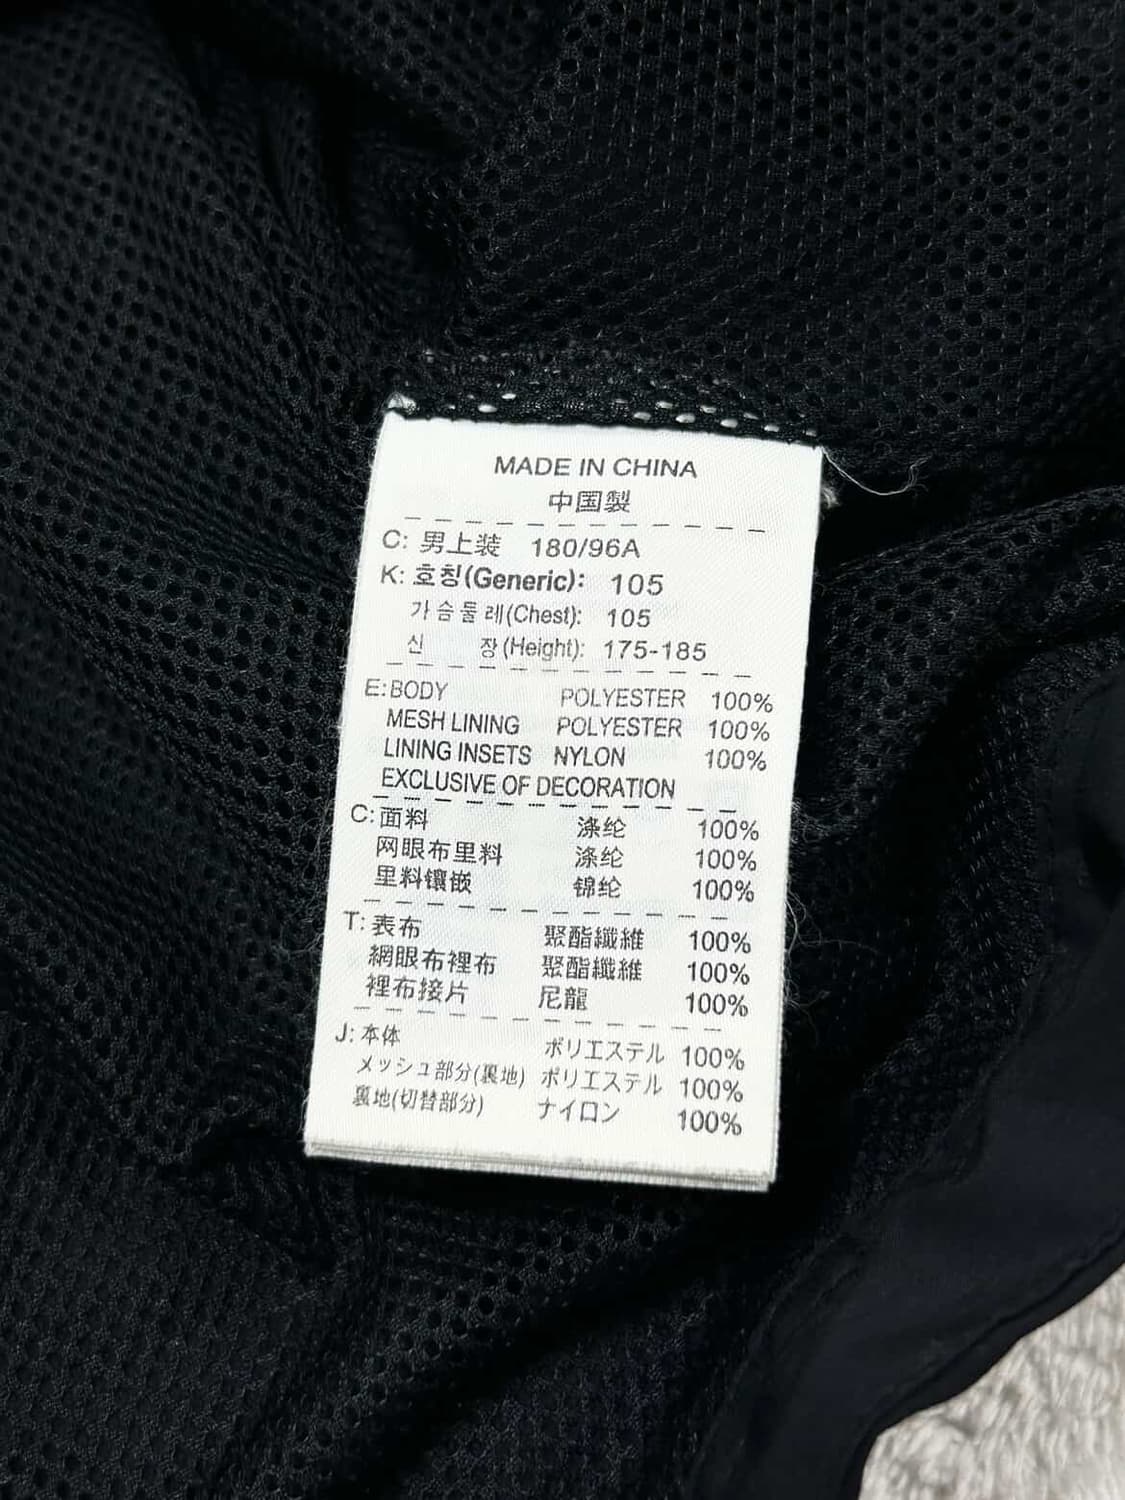 MADE IN CHINA
中国製
C: 男上装 180/96A
K: 호칭(Generic): 105
가슴둘레(Chest): 105
신 장(Height): 175-185
E: BODY POLYESTER 100%
MESH LINING POLYESTER 100%
LINING INSETS NYLON 100%
EXCLUSIVE OF DECORATION
C: 面料 涤纶 100%
网眼布里料 涤纶 100%
里料镶嵌 锦纶 100%
T: 表布 聚酯纖維 100%
網眼布裡布 聚酯纖維 100%
裡布接片 尼龍 100%
J: 本体 ポリエステル 100%
メッシュ部分(裏地) ポリエステル 100%
裏地(切替部分) ナイロン 100%